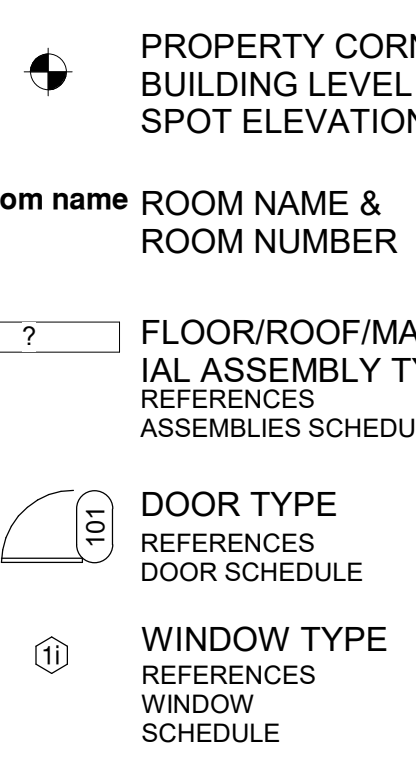 PROPERTY CORN
BUILDING LEVEL
SPOT ELEVATION
om name
ROOM NAME &
ROOM NUMBER
?
FLOOR/ROOF/MA
IAL ASSEMBLY TY
REFERENCES
ASSEMBLIES SCHEDU
101
DOOR TYPE
REFERENCES
DOOR SCHEDULE
1i
WINDOW TYPE
REFERENCES
WINDOW
SCHEDULE